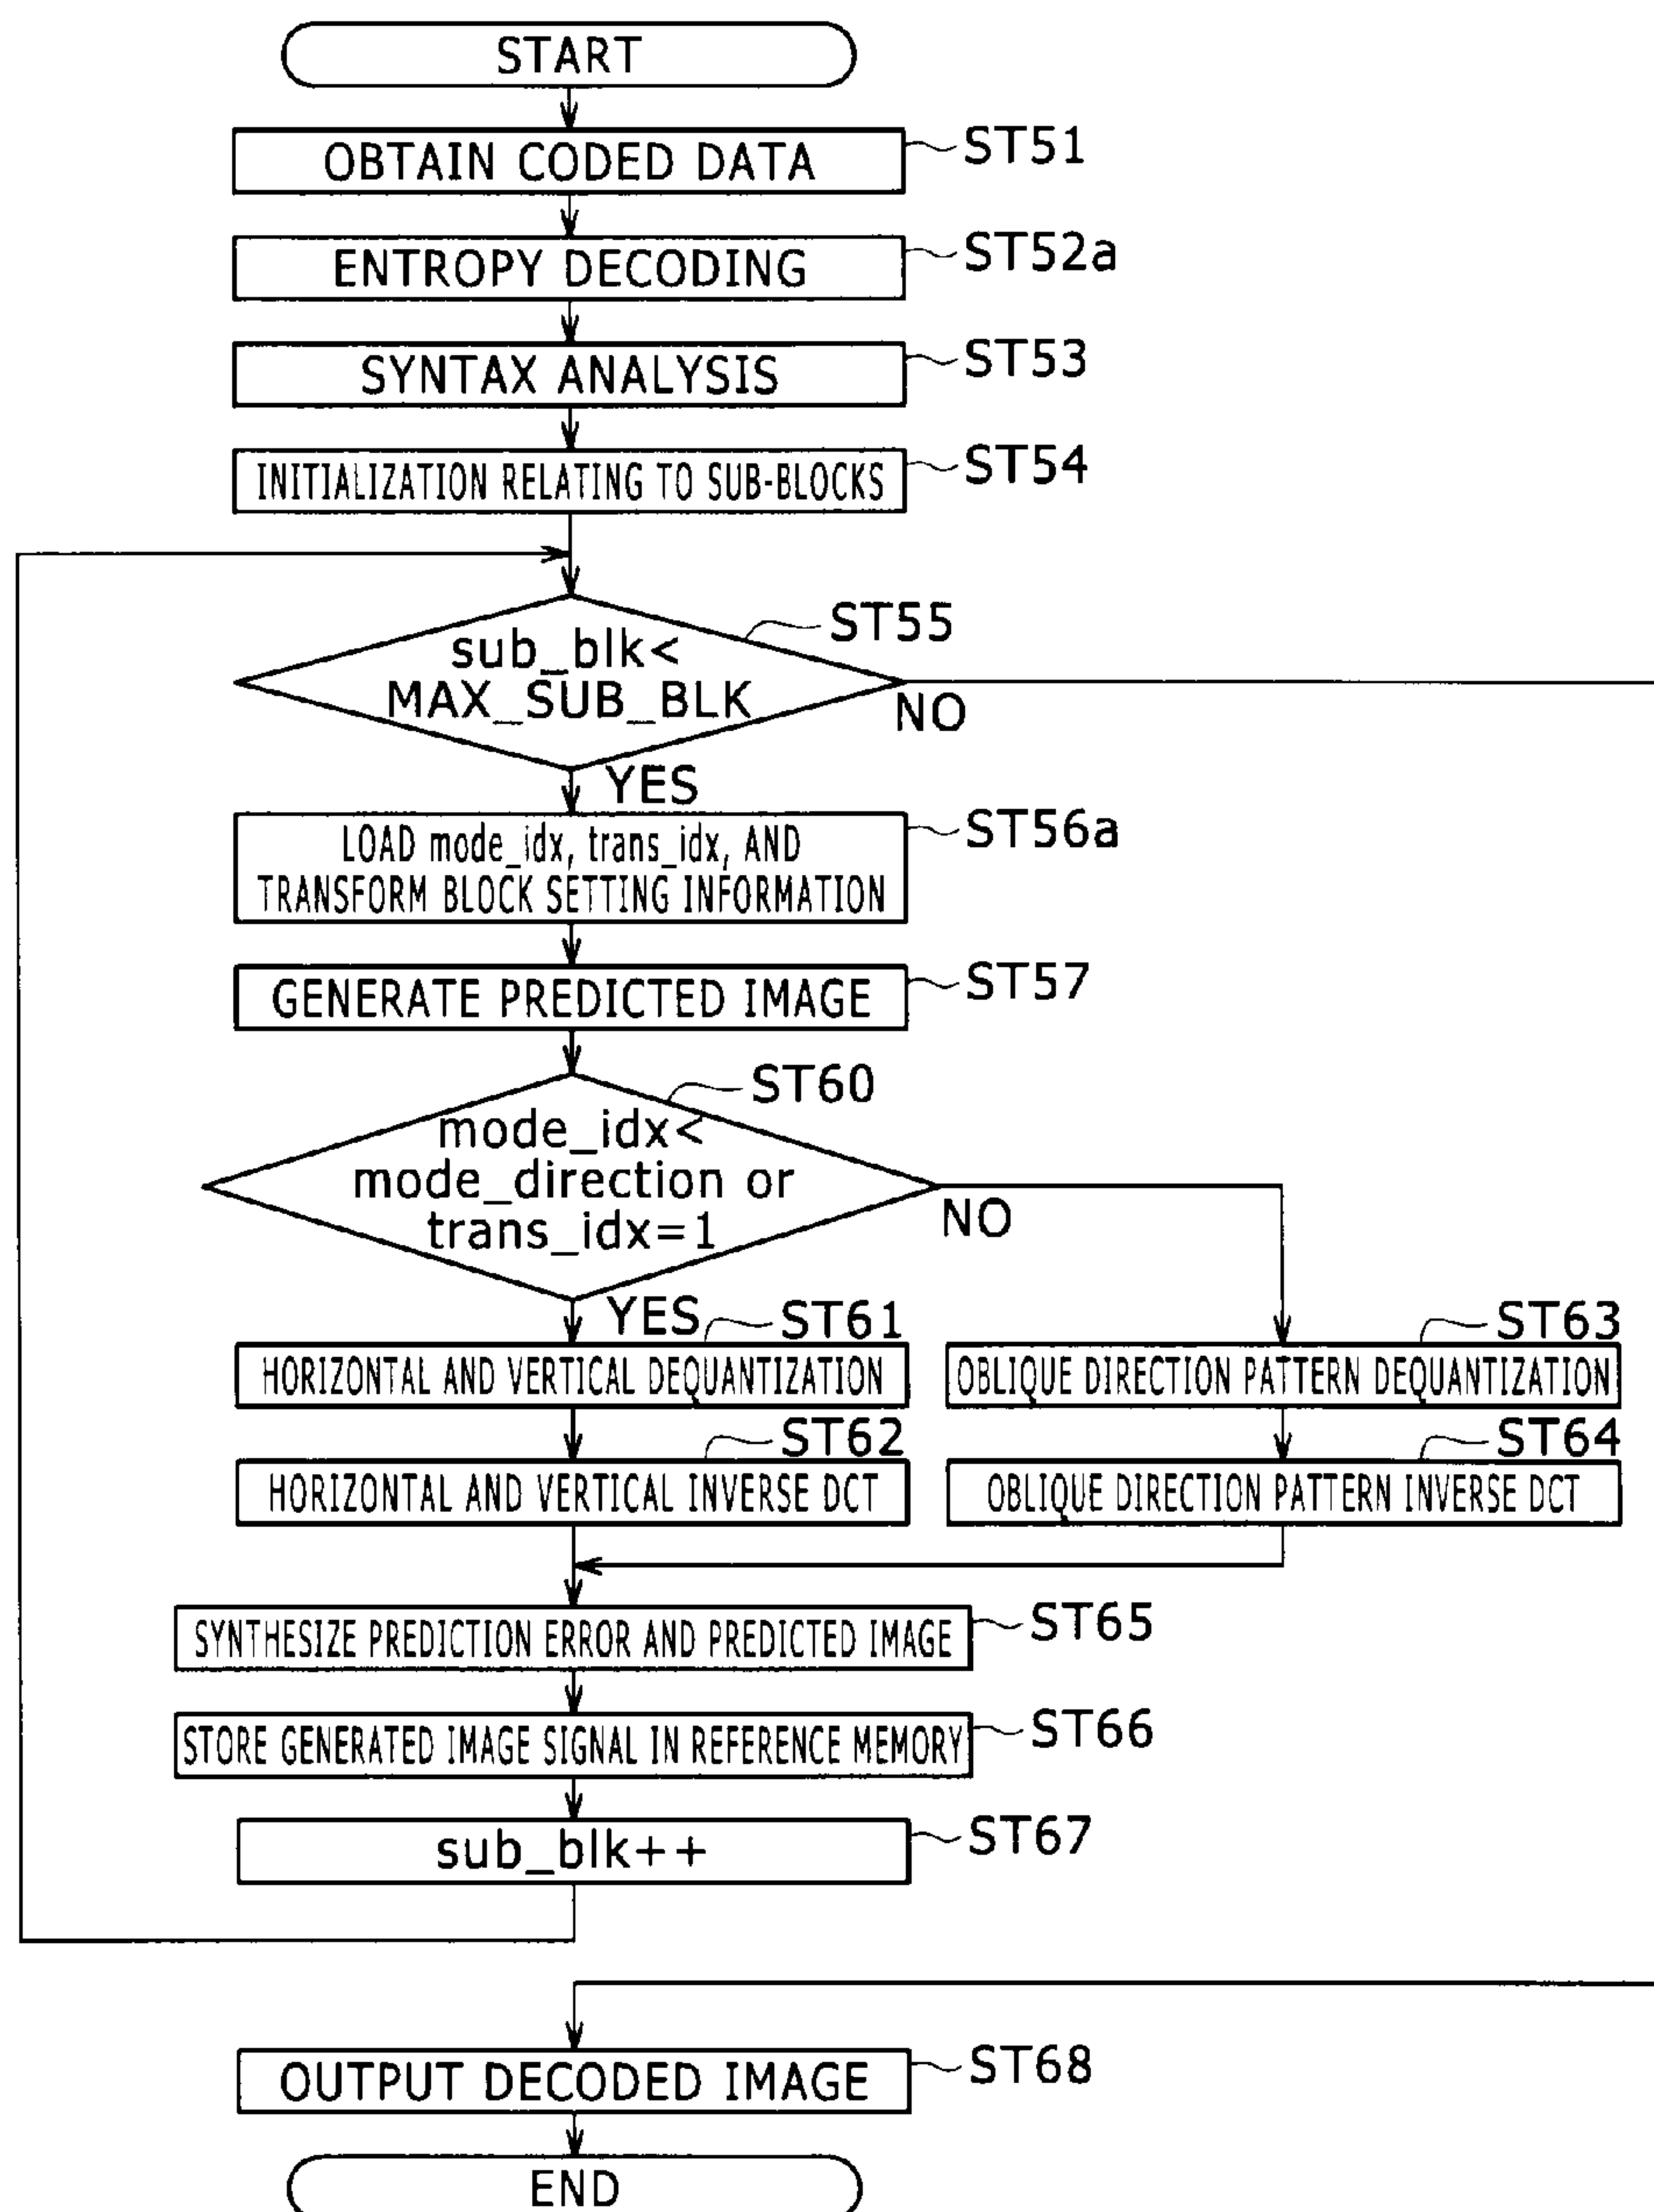 START
OBTAIN CODED DATA
ST51
ENTROPY DECODING
ST52a
SYNTAX ANALYSIS
ST53
INITIALIZATION RELATING TO SUB-BLOCKS
ST54
sub_blk<
MAX_SUB_BLK
ST55
NO
YES
LOAD mode_idx, trans_idx, AND
TRANSFORM BLOCK SETTING INFORMATION
ST56a
GENERATE PREDICTED IMAGE
ST57
mode_idx<
mode_direction or
trans_idx=1
ST60
NO
YES
HORIZONTAL AND VERTICAL DEQUANTIZATION
ST61
OBLIQUE DIRECTION PATTERN DEQUANTIZATION
ST63
HORIZONTAL AND VERTICAL INVERSE DCT
ST62
OBLIQUE DIRECTION PATTERN INVERSE DCT
ST64
SYNTHESIZE PREDICTION ERROR AND PREDICTED IMAGE
ST65
STORE GENERATED IMAGE SIGNAL IN REFERENCE MEMORY
ST66
sub_blk++
ST67
OUTPUT DECODED IMAGE
ST68
END